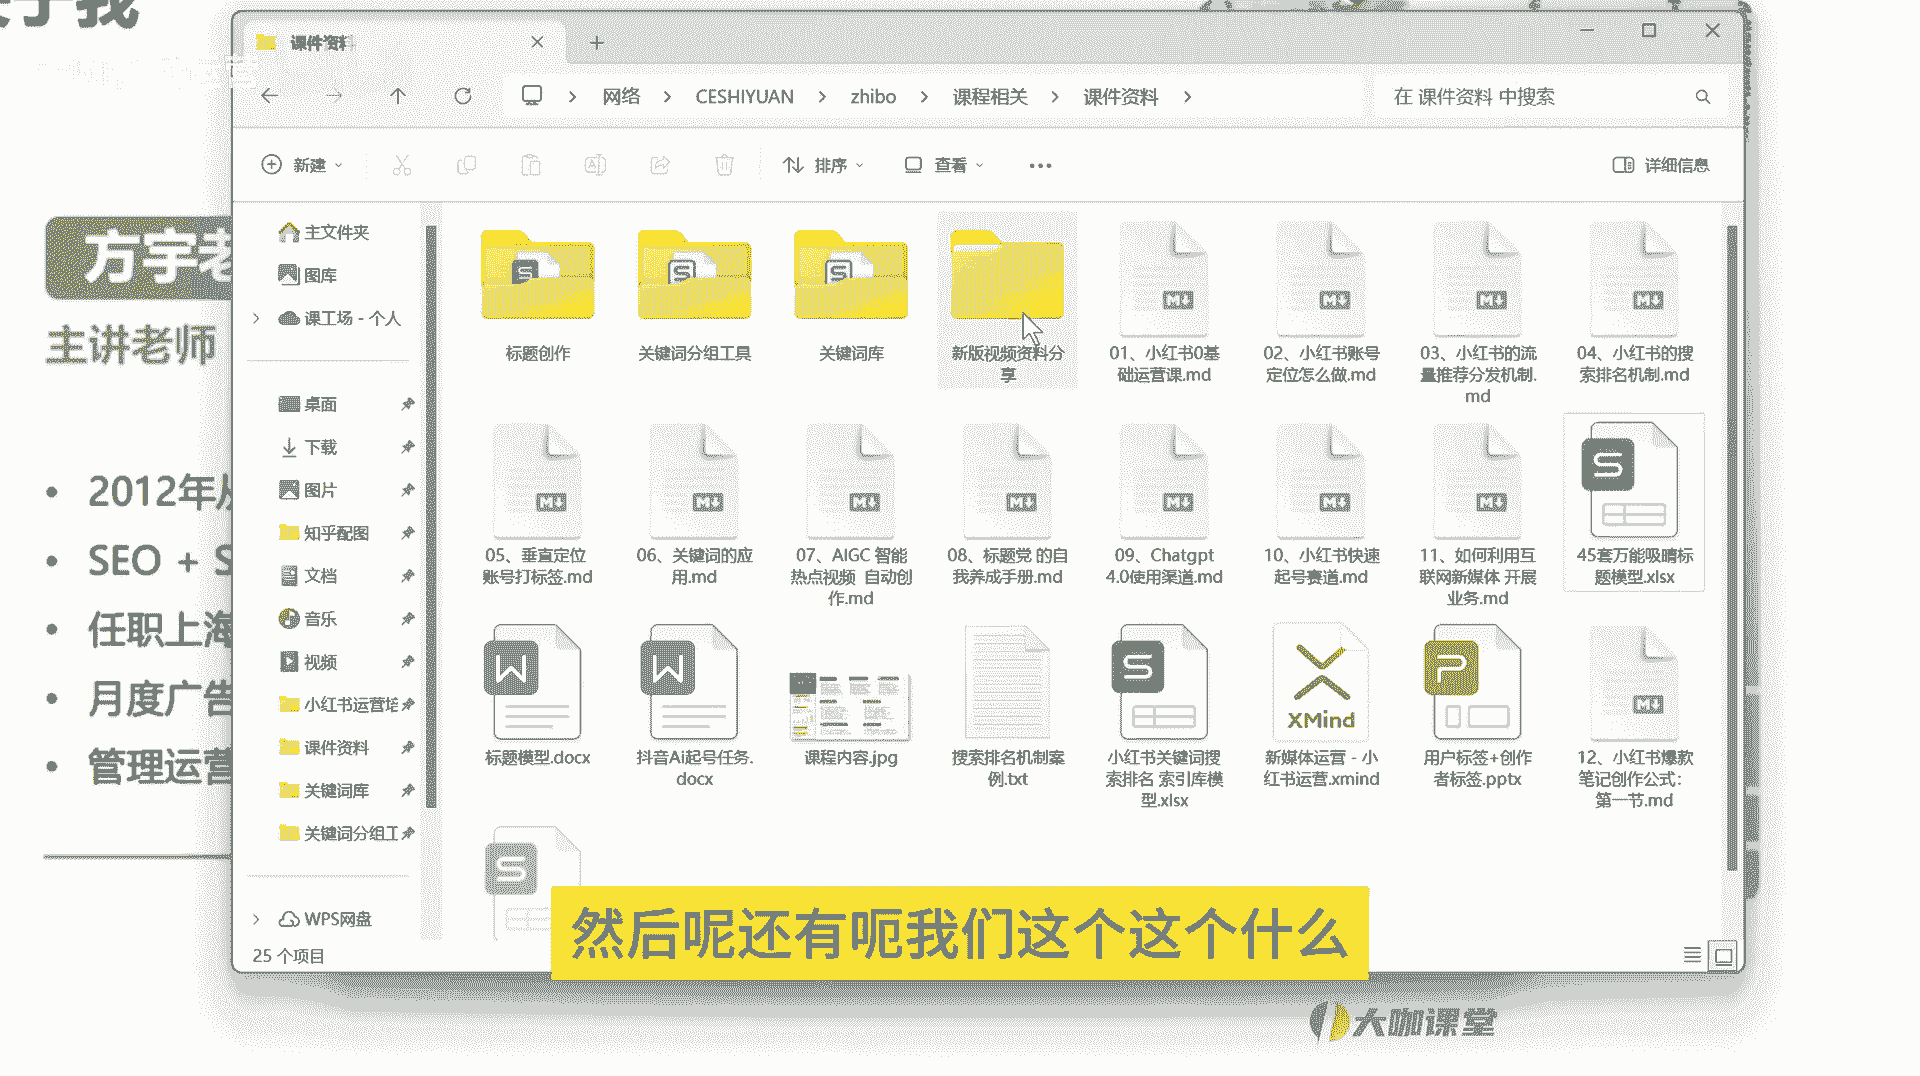 课件资料
网络 > CESHIYUAN > zhibo > 课程相关 > 课件资料 >
在 课件资料 中搜索
新建
排序
查看
详细信息
主文件夹
图库
课工场 - 个人
桌面
下载
图片
知乎配图
文档
音乐
视频
小红书运营培
课件资料
关键词库
关键词分组工
WPS网盘
25 个项目
标题创作
关键词分组工具
关键词库
新版视频资料分
享
01、小红书0基
础运营课.md
02、小红书账号
定位怎么做.md
03、小红书的流
量推荐分发机制.
md
04、小红书的搜
索排名机制.md
05、垂直定位
账号打标签.md
06、关键词的应
用.md
07、AIGC 智能
热点视频 自动创
作.md
08、标题党 的自
我养成手册.md
09、Chatgpt
4.0使用渠道.md
10、小红书快速
起号赛道.md
11、如何利用互
联网新媒体 开展
业务.md
45套万能吸睛标
题模型.xlsx
标题模型.docx
抖音Ai起号任务.
docx
课程内容.jpg
搜索排名机制案
例.txt
小红书关键词搜
索排名 索引库模
型.xlsx
XMind
新媒体运营 - 小
红书运营.xmind
用户标签+创作
者标签.pptx
12、小红书爆款
笔记创作公式：
第一节.md
方宇老
主讲老师
2012年从
SEO + S
任职上海
月度广告
管理运营
然后呢还有呃我们这个这个什么
大咖课堂